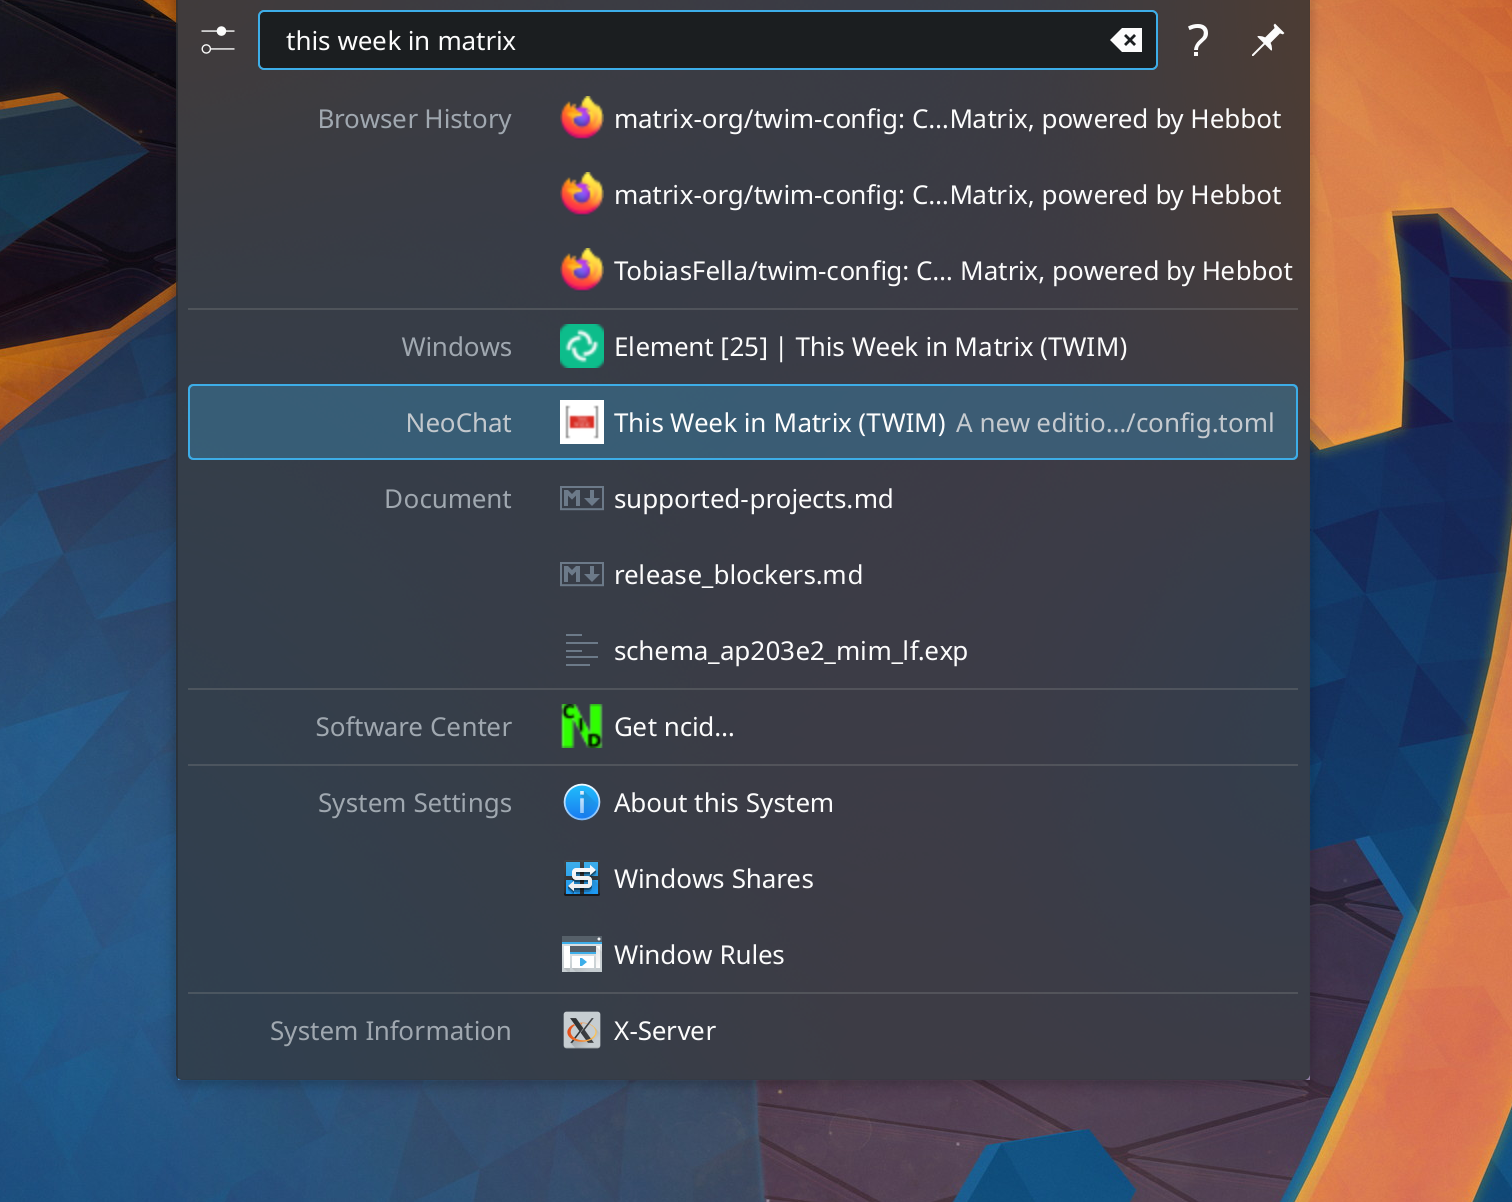 this week in matrix
?
Browser History
matrix-org/twim-config: C...Matrix, powered by Hebbot
matrix-org/twim-config: C...Matrix, powered by Hebbot
TobiasFella/twim-config: C... Matrix, powered by Hebbot
Windows
Element [25] | This Week in Matrix (TWIM)
NeoChat
This Week in Matrix (TWIM) A new editio.../config.toml
Document
M supported-projects.md
M release_blockers.md
schema_ap203e2_mim_lf.exp
Software Center
CNID
Get ncid...
System Settings
i About this System
S Windows Shares
Window Rules
System Information
X X-Server